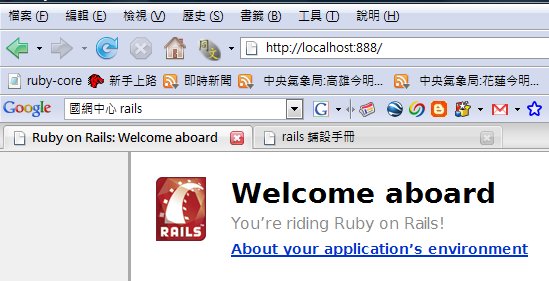 檔案 (F) 編輯 (E) 檢視 (V) 歷史 (S) 書籤 (B) 工具 (T) 說明 (H)
http://localhost:888/
ruby-core 新手上路 即時新聞 中央氣象局:高雄今明... 中央氣象局:花蓮今明...
Google 國網中心 rails G
Ruby on Rails: Welcome aboard rails 鋪設手冊
RAILS
Welcome aboard
You're riding Ruby on Rails!
About your application's environment